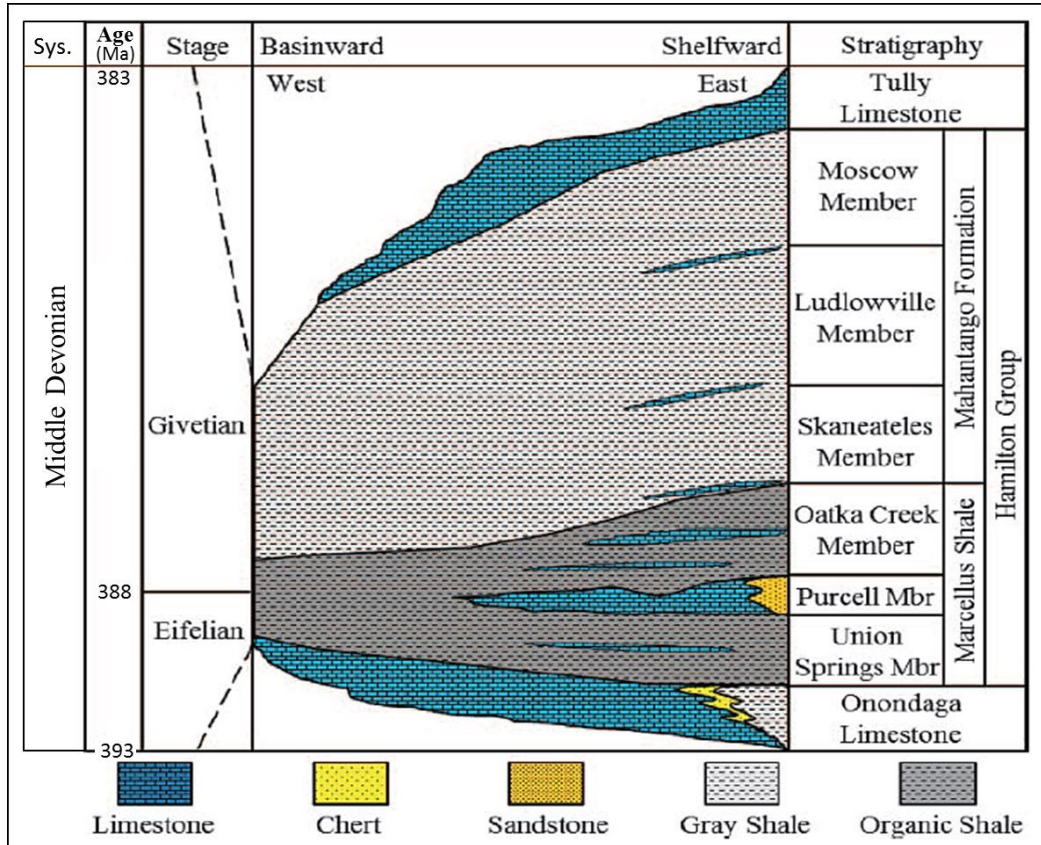 Sys.
Age
(Ma)
Stage
Basinward
Shelfward
Stratigraphy
383
West
East
Tully
Limestone
Middle Devonian
Moscow
Member
Ludlowville
Member
Mahantango Formation
Hamilton Group
Givetian
Skaneateles
Member
Oatka Creek
Member
Marcellus Shale
388
Purcell Mbr
Eifelian
Union
Springs Mbr
Onondaga
Limestone
393
Limestone
Chert
Sandstone
Gray Shale
Organic Shale